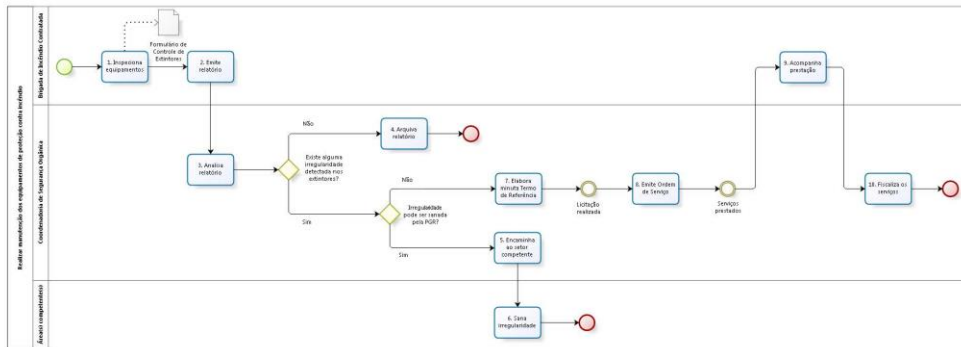 Realizar manutenção dos equipamentos de proteção contra incêndio
Brigada de Incêndio Contratada
1. Inspeciona
equipamentos
Formulário de
Controle de
Extintores
2. Emite
relatório
9. Acompanha
prestação
Coordenadoria de Segurança Orgânica
3. Analisa
relatório
Existe alguma
irregularidade
detectada nos
extintores?
Não
4. Arquiva
relatório
Sim
Irregularidade
pode ser sanada
pela PGR?
Não
7. Elabora
minuta Termo
de Referência
Licitação
realizada
8. Emite Ordem
de Serviço
Serviços
prestados
10. Fiscaliza os
serviços
Sim
5. Encaminha
ao setor
competente
Área(s) competente(s)
6. Sana
irregularidade